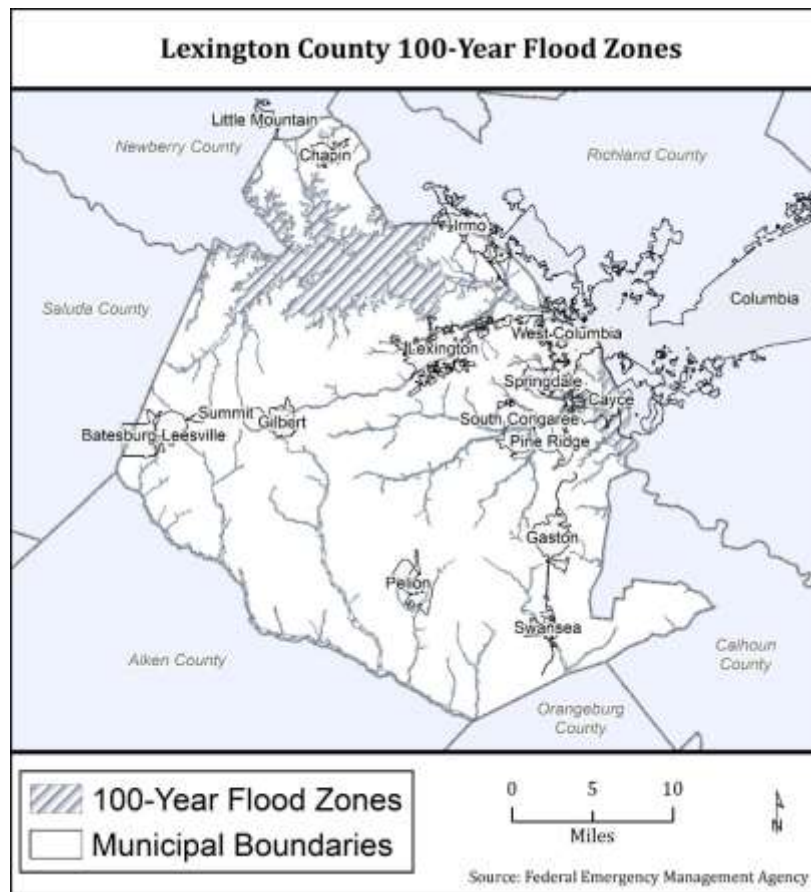 Lexington County 100-Year Flood Zones
Little Mountain
Newberry County
Chapin
Richland County
Irmo
Saluda County
Columbia
West Columbia
Lexington
Springdale
Cayce
Summit
South Congaree
Batesburg-Leesville
Gilbert
Pine Ridge
Gaston
Pelion
Swansea
Aiken County
Calhoun
County
Orangeburg
County
100-Year Flood Zones
Municipal Boundaries
0 5 10
Miles
N
Source: Federal Emergency Management Agency